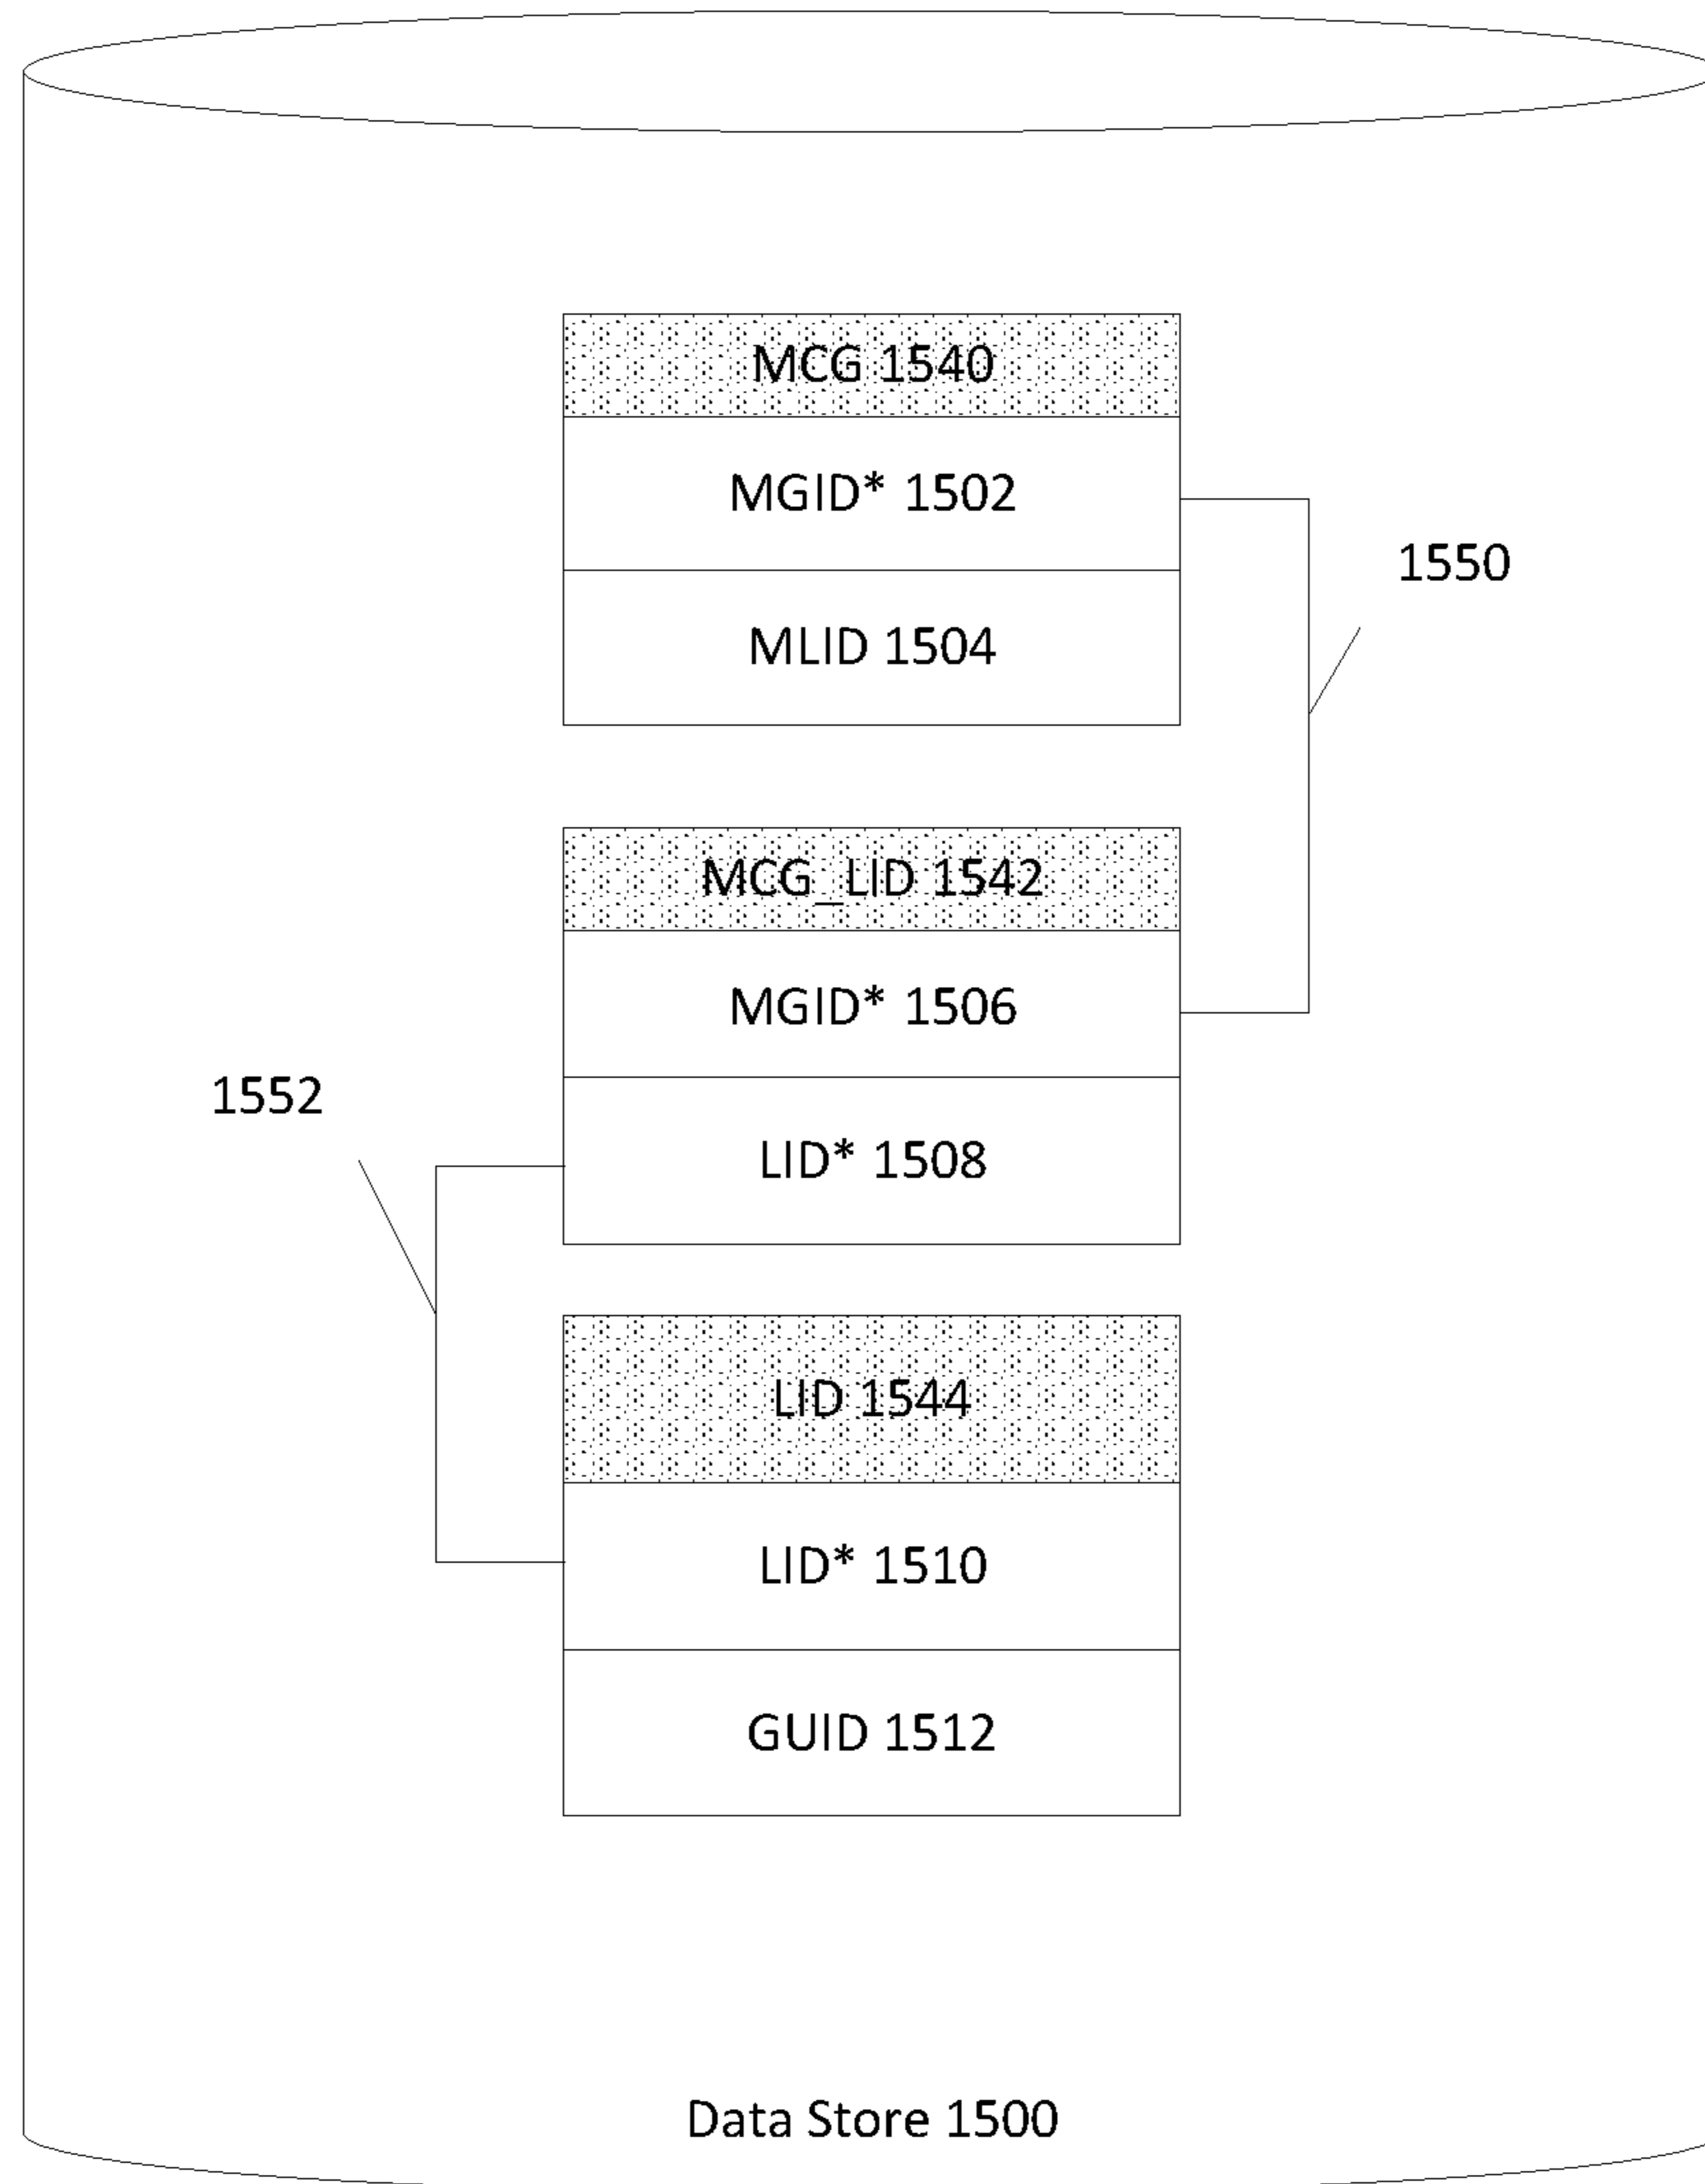 MCG 1540
MGID* 1502
1550
MLID 1504
MCG_LID 1542
MGID* 1506
1552
LID* 1508
LID 1544
LID* 1510
GUID 1512
Data Store 1500